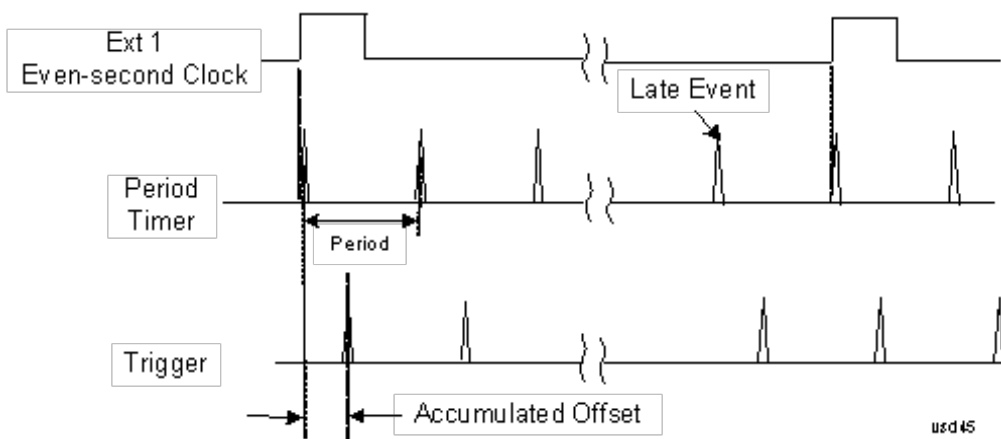 Ext 1
Even-second Clock
Late Event
Period
Timer
Period
Trigger
Accumulated Offset
usd45